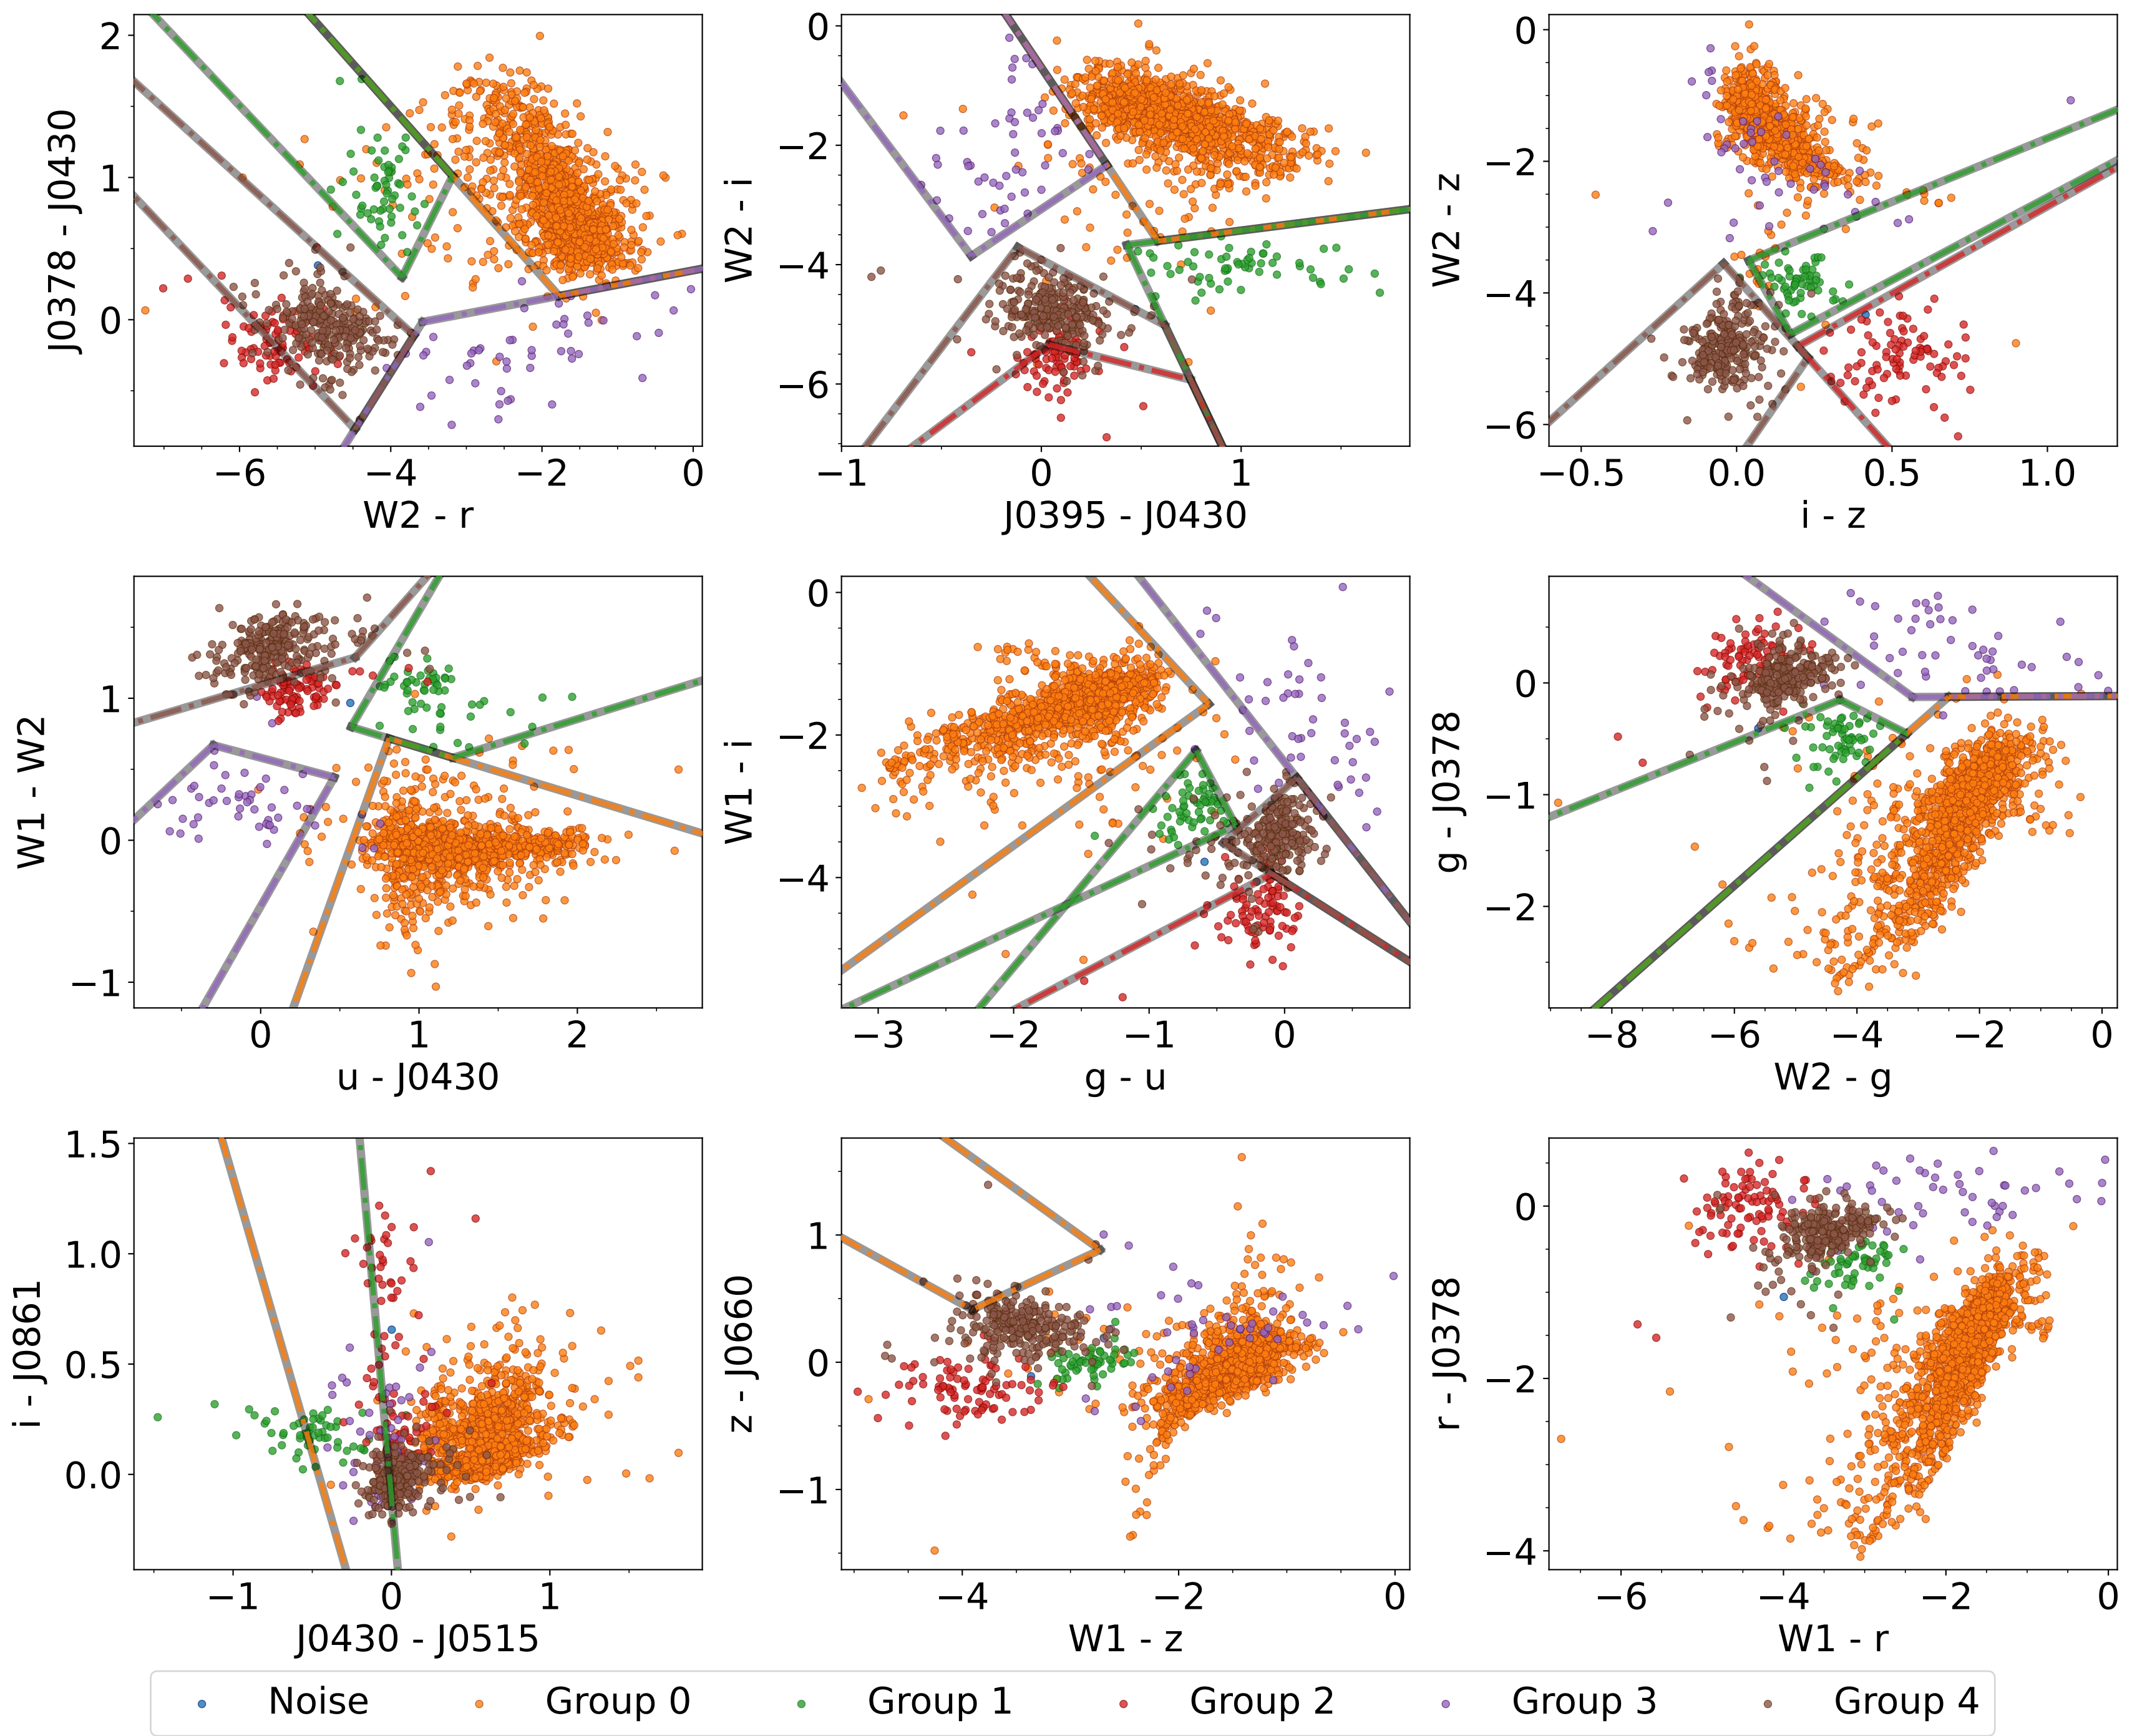 2
1
0
J0378 - J0430
−6 −4 −2 0
W2 - r
0
−2
−4
−6
W2 - i
−1 0 1
J0395 - J0430
0
−2
−4
−6
W2 - z
−0.5 0.0 0.5 1.0
i - z
1
0
−1
W1 - W2
0 1 2
u - J0430
0
−2
−4
W1 - i
−3 −2 −1 0
g - u
0
−1
−2
g - J0378
−8 −6 −4 −2 0
W2 - g
1.5
1.0
0.5
0.0
i - J0861
−1 0 1
J0430 - J0515
1
0
−1
z - J0660
−4 −2 0
W1 - z
0
−2
−4
r - J0378
−6 −4 −2 0
W1 - r
Noise Group 0 Group 1 Group 2 Group 3 Group 4